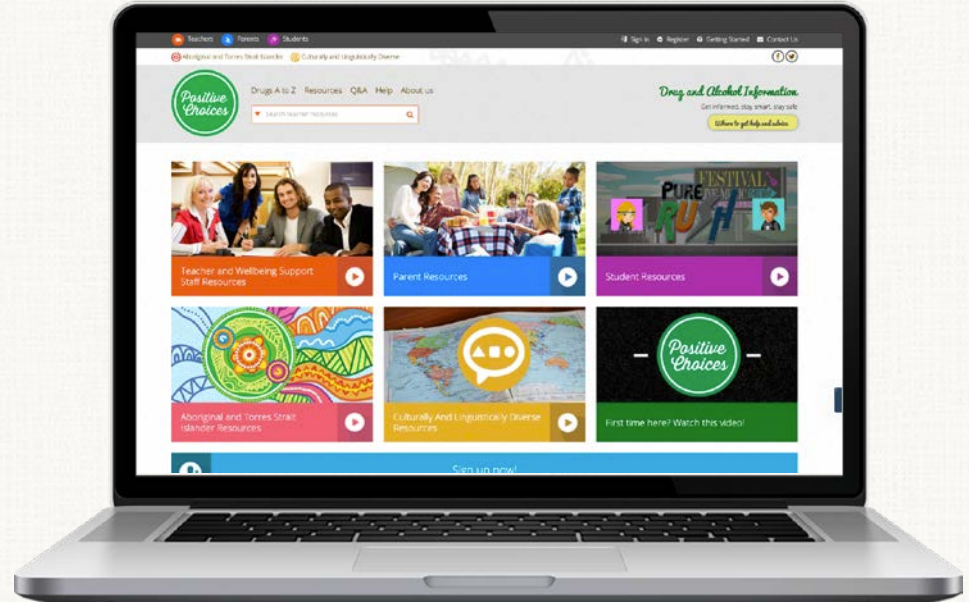 Teachers Parents Students Sign In Register Getting Started Contact Us
Aboriginal and Torres Strait Islander Culturally and Linguistically Diverse
Positive
Choices
Drugs A to Z Resources Q&A Help About us
Search teacher resources
Drug and Alcohol Information
Get informed, stay smart, stay safe
Where to get help and advice
PURE
RUSH
FESTIVAL
Teacher and Wellbeing Support
Staff Resources
Parent Resources
Student Resources
Positive
Choices
Aboriginal and Torres Strait
Islander Resources
Culturally And Linguistically Diverse
Resources
First time here? Watch this video!
Sign up now!